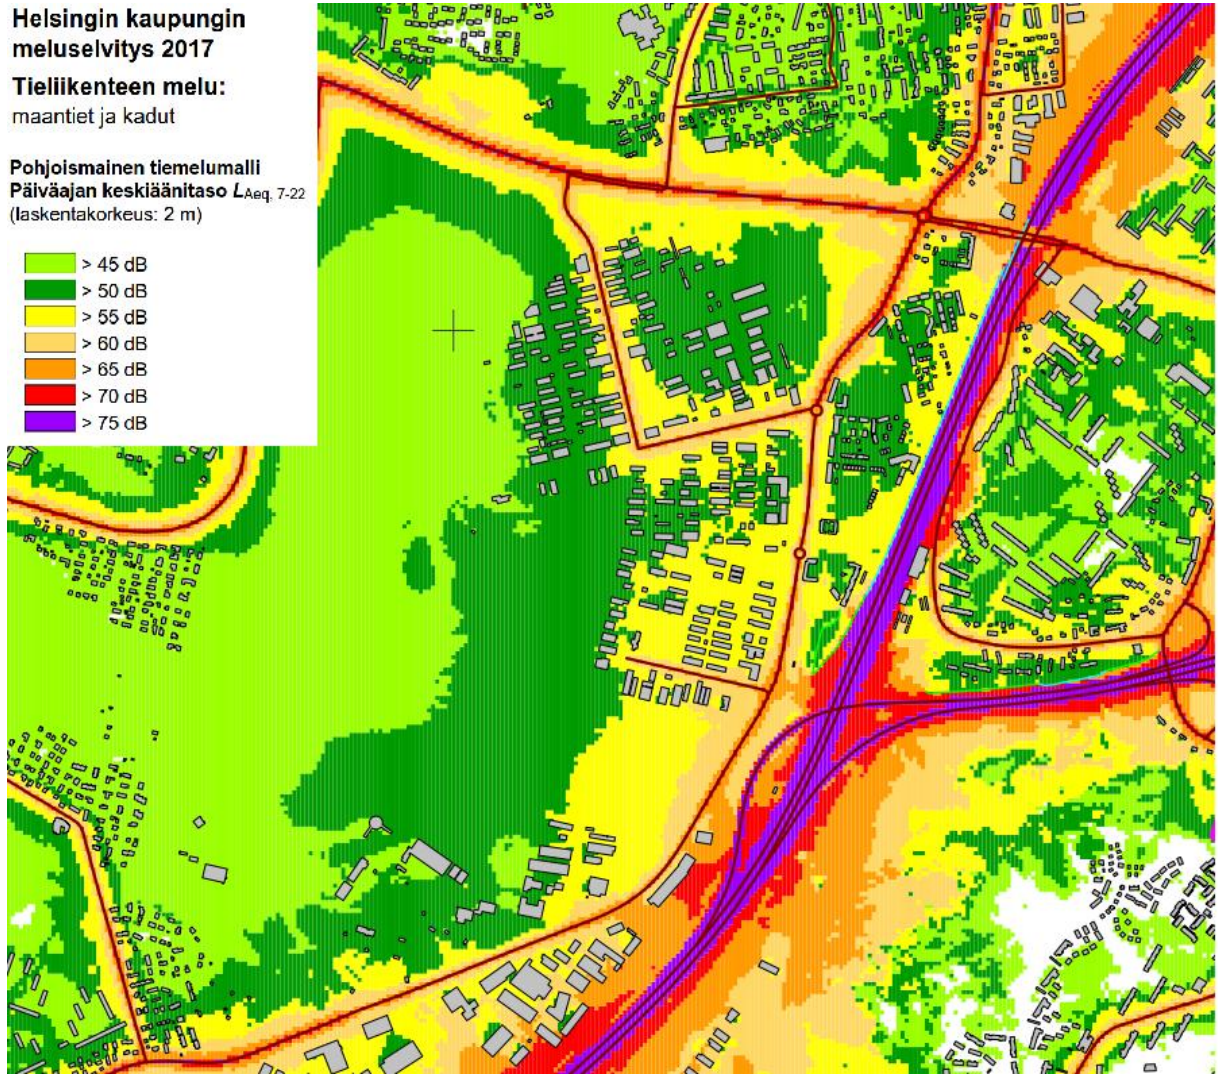 Helsingin kaupungin
meluselvitys 2017
Tieliikenteen melu:
maantiet ja kadut
Pohjoismainen tiemelumalli
Päiväajan keskiäänitaso LAeq, 7-22
(laskentakorkeus: 2 m)
> 45 dB
> 50 dB
> 55 dB
> 60 dB
> 65 dB
> 70 dB
> 75 dB